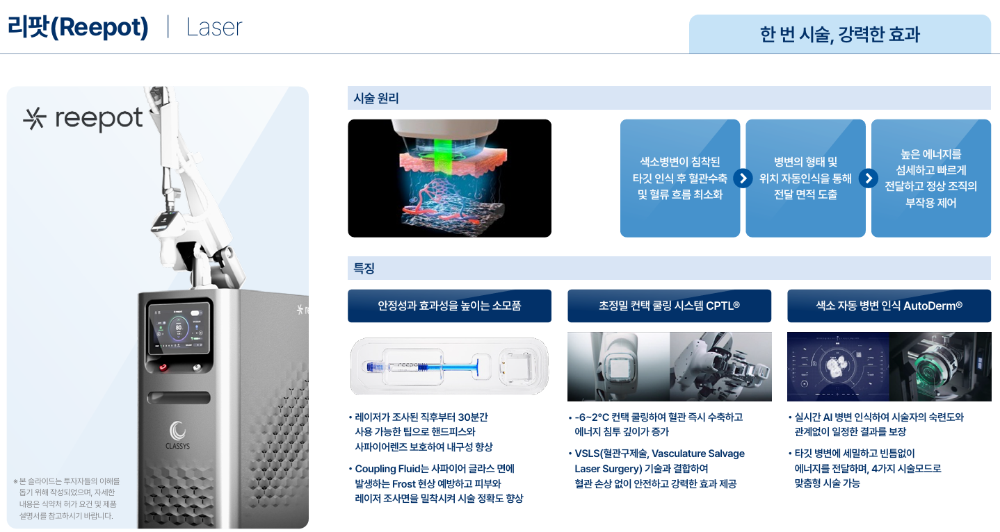 리팟(Reepot) | Laser
한 번 시술, 강력한 효과
reepot
CLASSYS
※ 본 슬라이드는 투자자들의 이해를
돕기 위해 작성되었으며, 자세한
내용은 식약처 허가 요건 및 제품
설명서를 참고하시기 바랍니다.
시술 원리
색소병변이 침착된
타깃 인식 후 혈관수축
및 혈류 흐름 최소화
병변의 형태 및
위치 자동인식을 통해
전달 면적 도출
높은 에너지를
섬세하고 빠르게
전달하고 정상 조직의
부작용 제어
특징
안정성과 효과성을 높이는 소모품
reepot
• 레이저가 조사된 직후부터 30분간
사용 가능한 팁으로 핸드피스와
사파이어렌즈 보호하여 내구성 향상
• Coupling Fluid는 사파이어 글라스 면에
발생하는 Frost 현상 예방하고 피부와
레이저 조사면을 밀착시켜 시술 정확도 향상
초정밀 컨택 쿨링 시스템 CPTL®
• -6~2°C 컨택 쿨링하여 혈관 즉시 수축하고
에너지 침투 깊이가 증가
• VSLS(혈관구제술, Vasculature Salvage
Laser Surgery) 기술과 결합하여
혈관 손상 없이 안전하고 강력한 효과 제공
색소 자동 병변 인식 AutoDerm®
• 실시간 AI 병변 인식하여 시술자의 숙련도와
관계없이 일정한 결과를 보장
• 타깃 병변에 세밀하고 빈틈없이
에너지를 전달하며, 4가지 시술모드로
맞춤형 시술 가능